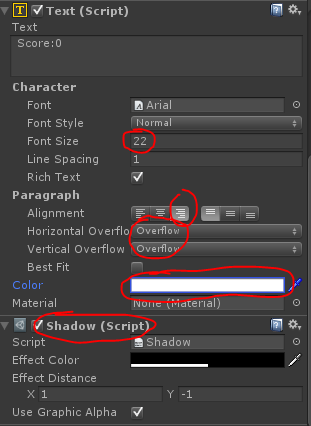 Text (Script)
Text
Score:0
Character
Font Arial
Font Style Normal
Font Size 22
Line Spacing 1
Rich Text
Paragraph
Alignment
Horizontal Overflo Overflow
Vertical Overflow Overflow
Best Fit
Color
Material None (Material)
Shadow (Script)
Script Shadow
Effect Color
Effect Distance
X 1 Y -1
Use Graphic Alpha